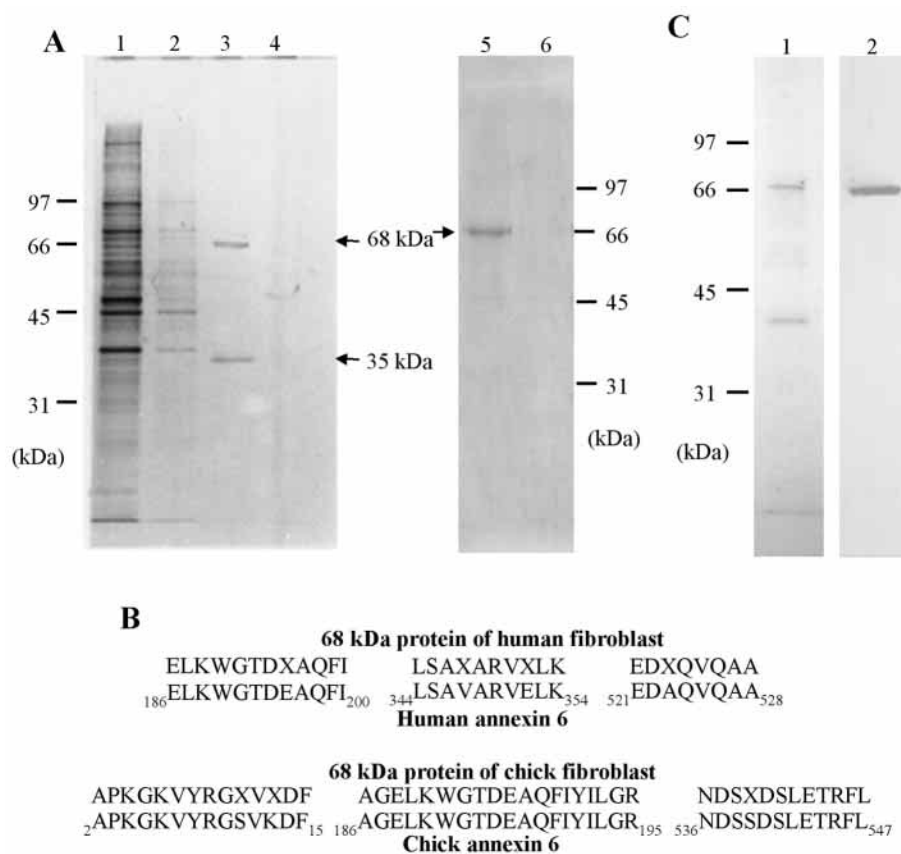 A
1 2 3 4
97
66
45
31
(kDa)
68 kDa
35 kDa
5 6
97
66
45
31
(kDa)
C
1 2
97
66
45
31
(kDa)
B
68 kDa protein of human fibroblast
ELKWGTDXAQFI LSAXARVXLK EDXQVQAA
186ELKWGTDEAQFI200 344LSAVARVELK354 521EDAQVQAA528
Human annexin 6
68 kDa protein of chick fibroblast
APKGKVYRGXVXDF AGELKWGTDEAQFIYILGR NDSXDSLETRFL
2APKGKVYRGSVKDF15 186AGELKWGTDEAQFIYILGR195 536NDSSDSLETRFL547
Chick annexin 6